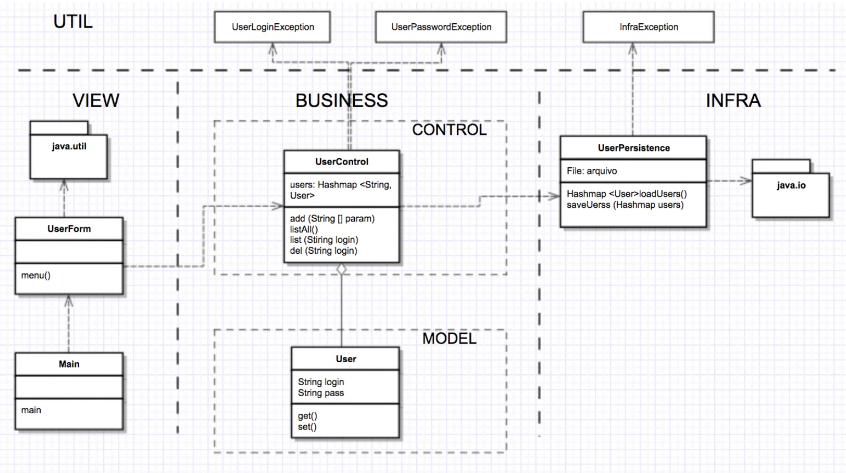 UTIL
UserLoginException
UserPasswordException
InfraException
VIEW
BUSINESS
INFRA
CONTROL
java.util
UserControl
users: Hashmap <String,
User>
add (String [] param)
listAll()
list (String login)
del (String login)
UserPersistence
File: arquivo
Hashmap <User>loadUsers()
saveUerss (Hashmap users)
java.io
UserForm
menu()
Main
main
MODEL
User
String login
String pass
get()
set()